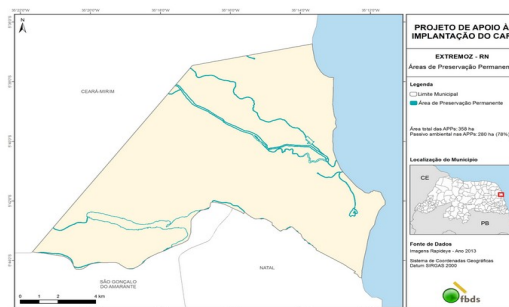 PROJETO DE APOIO À
IMPLANTAÇÃO DO CAR
EXTREMOZ - RN
Áreas de Preservação Permanen
Legenda
Limite Municipal
Área de Preservação Permanente
Área total das APPs: 358 ha
Passivo ambiental nas APPs: 280 ha (78%)
Localização do Município
CE
PB
Fonte de Dados
Imagens Rapideye - Ano 2013
Sistema de Coordenadas Geográficas
Datum SIRGAS 2000
fbds
N
CEARÁ-MIRIM
SÃO GONÇALO
DO AMARANTE
NATAL
0 1 2 4 km